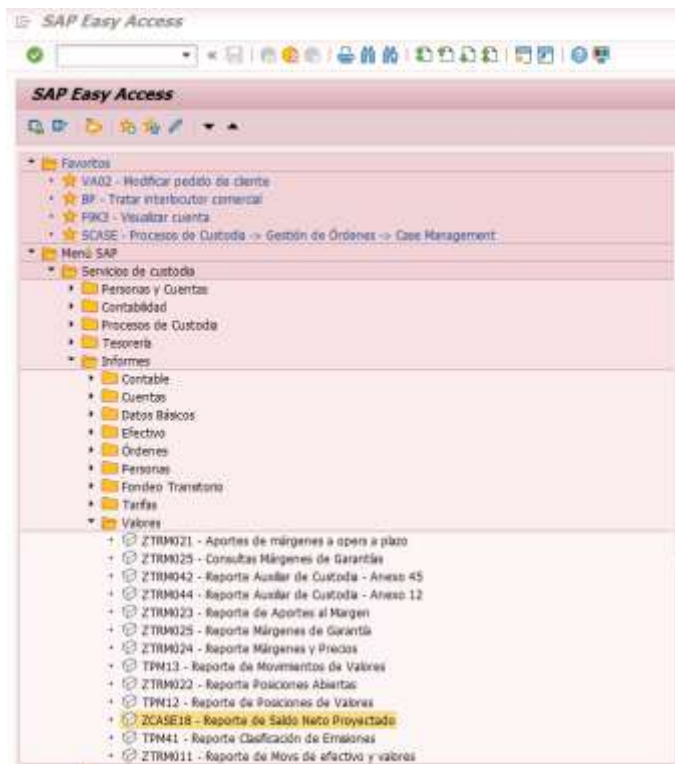 SAP Easy Access
SAP Easy Access
Favoritos
VA02 - Modificar pedido de cliente
BP - Tratar interlocutor comercial
F9K3 - Visualizar cuenta
SCASE - Procesos de Custodia -> Gestión de Órdenes -> Case Management
Menú SAP
Servicios de custodia
Personas y Cuentas
Contabilidad
Procesos de Custodia
Tesorería
Informes
Contable
Cuentas
Datos Básicos
Efectivo
Órdenes
Personas
Fondeo Transitorio
Tarifas
Valores
ZTRM021 - Aportes de márgenes a opers a plazo
ZTRM025 - Consultas Márgenes de Garantías
ZTRM042 - Reporte Auxiliar de Custodia - Anexo 45
ZTRM044 - Reporte Auxiliar de Custodia - Anexo 12
ZTRM023 - Reporte de Aportes al Margen
ZTRM025 - Reporte Márgenes de Garantía
ZTRM024 - Reporte Márgenes y Precios
TPM13 - Reporte de Movimientos de Valores
ZTRM022 - Reporte Posiciones Abiertas
TPM12 - Reporte de Posiciones de Valores
ZCASE18 - Reporte de Saldo Neto Proyectado
TPM41 - Reporte Clasificación de Emisiones
ZTRM011 - Reporte de Movs de efectivo y valores